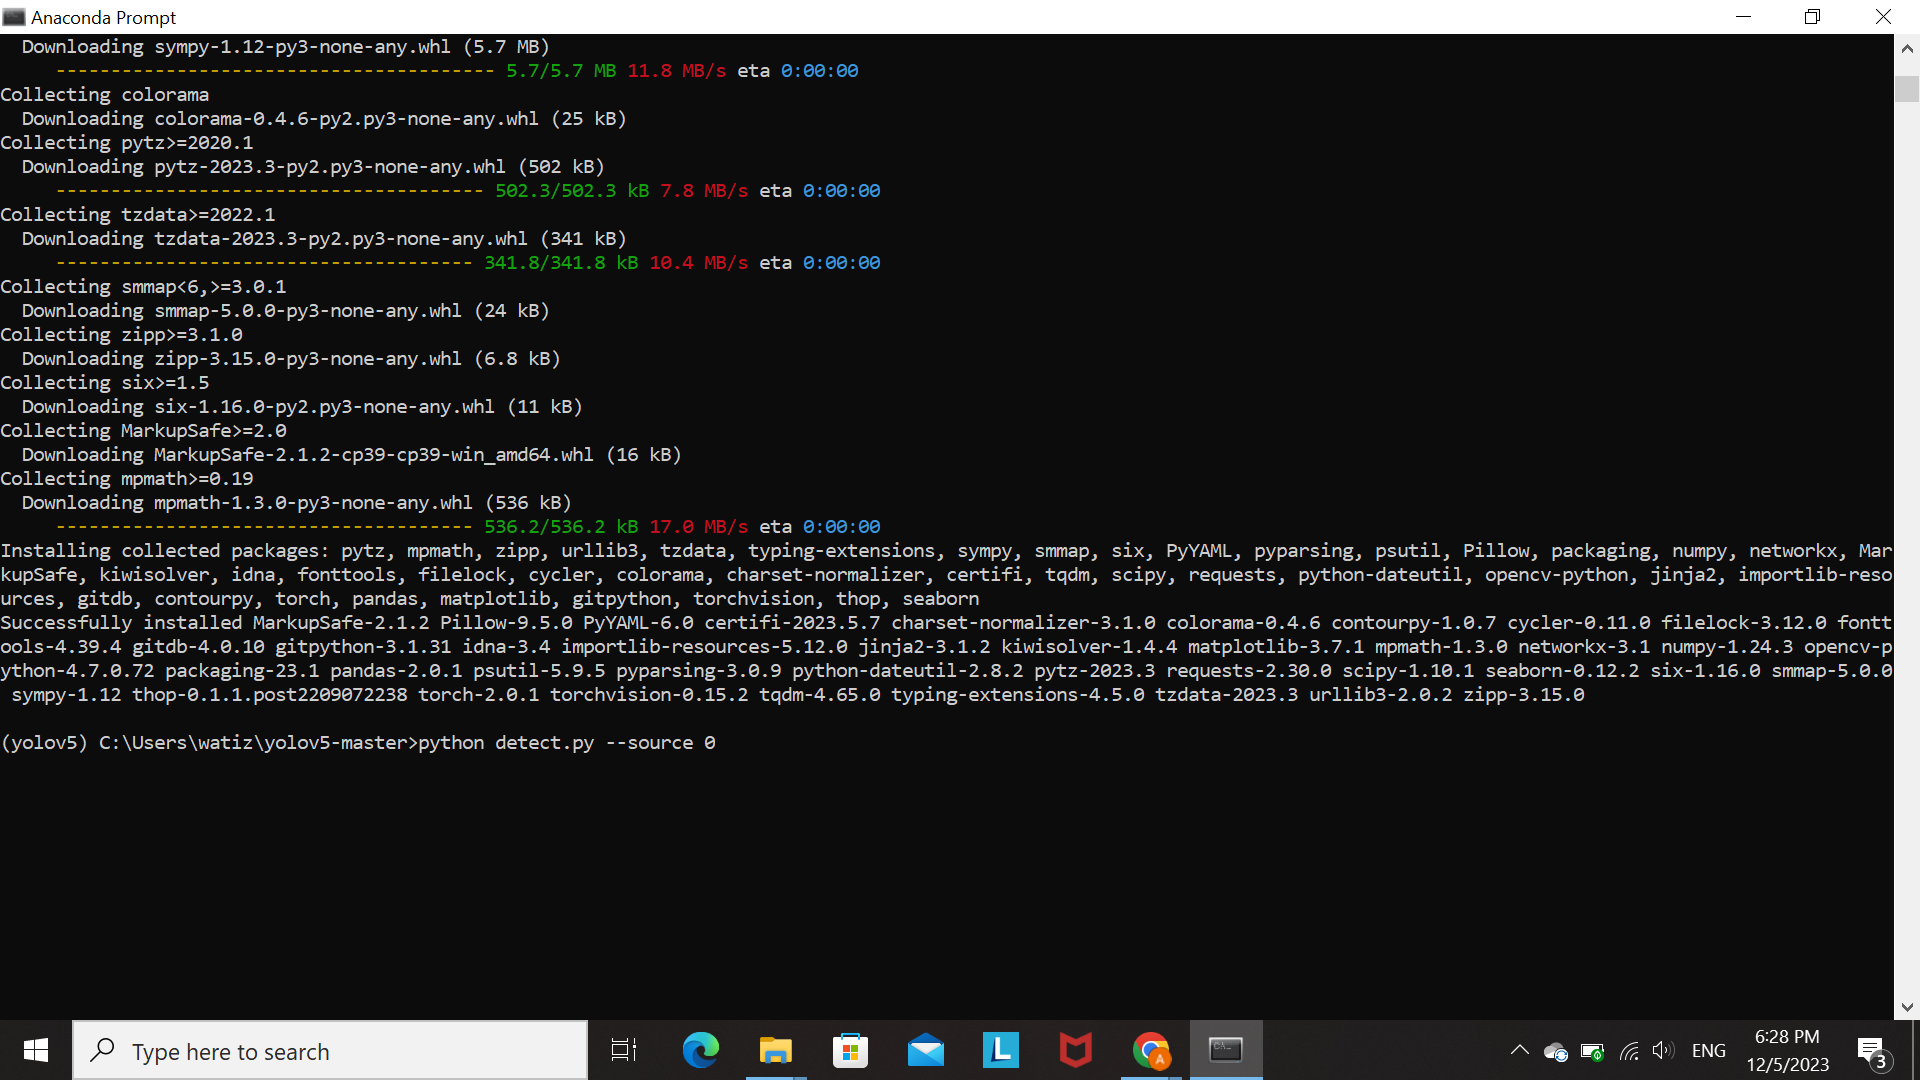 Anaconda Prompt
Downloading sympy-1.12-py3-none-any.whl (5.7 MB)
---------------------------------------- 5.7/5.7 MB 11.8 MB/s eta 0:00:00
Collecting colorama
Downloading colorama-0.4.6-py2.py3-none-any.whl (25 kB)
Collecting pytz>=2020.1
Downloading pytz-2023.3-py2.py3-none-any.whl (502 kB)
--------------------------------------- 502.3/502.3 kB 7.8 MB/s eta 0:00:00
Collecting tzdata>=2022.1
Downloading tzdata-2023.3-py2.py3-none-any.whl (341 kB)
-------------------------------------- 341.8/341.8 kB 10.4 MB/s eta 0:00:00
Collecting smmap<6,>=3.0.1
Downloading smmap-5.0.0-py3-none-any.whl (24 kB)
Collecting zipp>=3.1.0
Downloading zipp-3.15.0-py3-none-any.whl (6.8 kB)
Collecting six>=1.5
Downloading six-1.16.0-py2.py3-none-any.whl (11 kB)
Collecting MarkupSafe>=2.0
Downloading MarkupSafe-2.1.2-cp39-cp39-win_amd64.whl (16 kB)
Collecting mpmath>=0.19
Downloading mpmath-1.3.0-py3-none-any.whl (536 kB)
-------------------------------------- 536.2/536.2 kB 17.0 MB/s eta 0:00:00
Installing collected packages: pytz, mpmath, zipp, urllib3, tzdata, typing-extensions, sympy, smmap, six, PyYAML, pyparsing, psutil, Pillow, packaging, numpy, networkx, Mar
kupSafe, kiwisolver, idna, fonttools, filelock, cycler, colorama, charset-normalizer, certifi, tqdm, scipy, requests, python-dateutil, opencv-python, jinja2, importlib-reso
urces, gitdb, contourpy, torch, pandas, matplotlib, gitpython, torchvision, thop, seaborn
Successfully installed MarkupSafe-2.1.2 Pillow-9.5.0 PyYAML-6.0 certifi-2023.5.7 charset-normalizer-3.1.0 colorama-0.4.6 contourpy-1.0.7 cycler-0.11.0 filelock-3.12.0 fontt
ools-4.39.4 gitdb-4.0.10 gitpython-3.1.31 idna-3.4 importlib-resources-5.12.0 jinja2-3.1.2 kiwisolver-1.4.4 matplotlib-3.7.1 mpmath-1.3.0 networkx-3.1 numpy-1.24.3 opencv-p
ython-4.7.0.72 packaging-23.1 pandas-2.0.1 psutil-5.9.5 pyparsing-3.0.9 python-dateutil-2.8.2 pytz-2023.3 requests-2.30.0 scipy-1.10.1 seaborn-0.12.2 six-1.16.0 smmap-5.0.0
sympy-1.12 thop-0.1.1.post2209072238 torch-2.0.1 torchvision-0.15.2 tqdm-4.65.0 typing-extensions-4.5.0 tzdata-2023.3 urllib3-2.0.2 zipp-3.15.0
(yolov5) C:\Users\watiz\yolov5-master>python detect.py --source 0
Type here to search
L
A
ENG
6:28 PM
12/5/2023
3